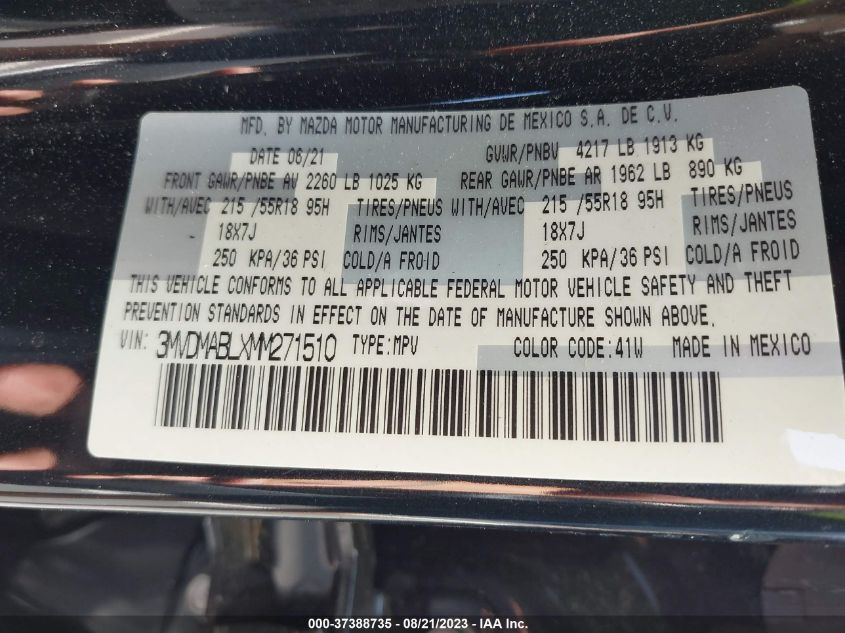 MFD. BY MAZDA MOTOR MANUFACTURING DE MEXICO S.A. DE C.V.
DATE 06/21 GVWR/PNBV 4217 LB 1913 KG
FRONT GAWR/PNBE AV 2260 LB 1025 KG REAR GAWR/PNBE AR 1962 LB 890 KG
WITH/AVEC 215 /55R18 95H TIRES/PNEUS WITH/AVEC 215 /55R18 95H TIRES/PNEUS
18X7J RIMS/JANTES 18X7J RIMS/JANTES
250 KPA/36 PSI COLD/A FROID 250 KPA/36 PSI COLD/A FROID
THIS VEHICLE CONFORMS TO ALL APPLICABLE FEDERAL MOTOR VEHICLE SAFETY AND THEFT
PREVENTION STANDARDS IN EFFECT ON THE DATE OF MANUFACTURE SHOWN ABOVE.
VIN: 3MVDMABLXMM271510 TYPE:MPV COLOR CODE:41W MADE IN MEXICO
000-37388735 - 08/21/2023 - IAAI.